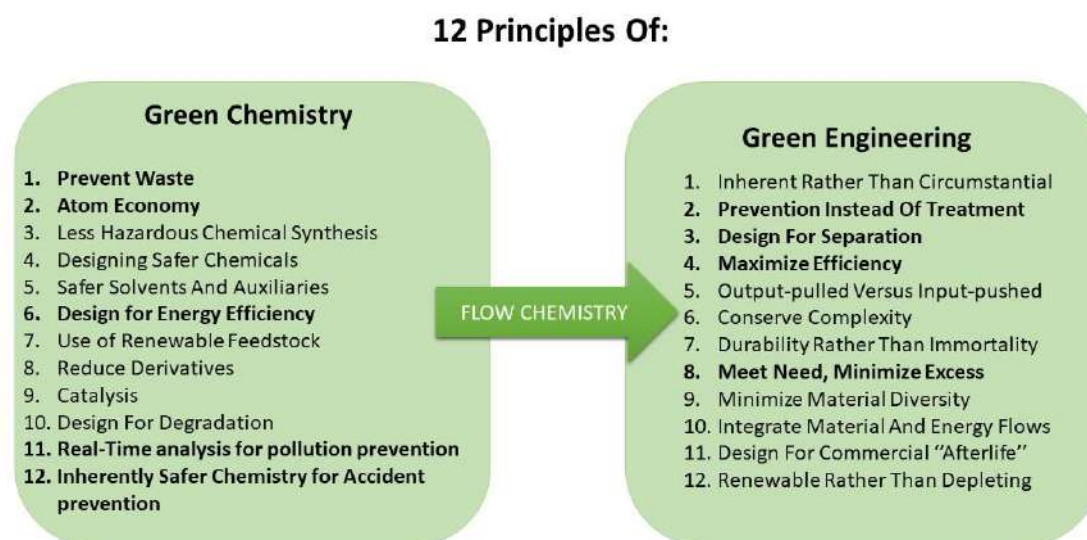 12 Principles Of:
Green Chemistry
1. Prevent Waste
2. Atom Economy
3. Less Hazardous Chemical Synthesis
4. Designing Safer Chemicals
5. Safer Solvents And Auxiliaries
6. Design for Energy Efficiency
7. Use of Renewable Feedstock
8. Reduce Derivatives
9. Catalysis
10. Design For Degradation
11. Real-Time analysis for pollution prevention
12. Inherently Safer Chemistry for Accident
prevention
FLOW CHEMISTRY
Green Engineering
1. Inherent Rather Than Circumstantial
2. Prevention Instead Of Treatment
3. Design For Separation
4. Maximize Efficiency
5. Output-pulled Versus Input-pushed
6. Conserve Complexity
7. Durability Rather Than Immortality
8. Meet Need, Minimize Excess
9. Minimize Material Diversity
10. Integrate Material And Energy Flows
11. Design For Commercial “Afterlife”
12. Renewable Rather Than Depleting